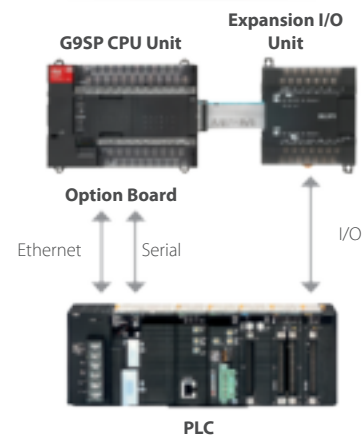 Expansion I/O
Unit
G9SP CPU Unit
Option Board
Ethernet
Serial
I/O
PLC